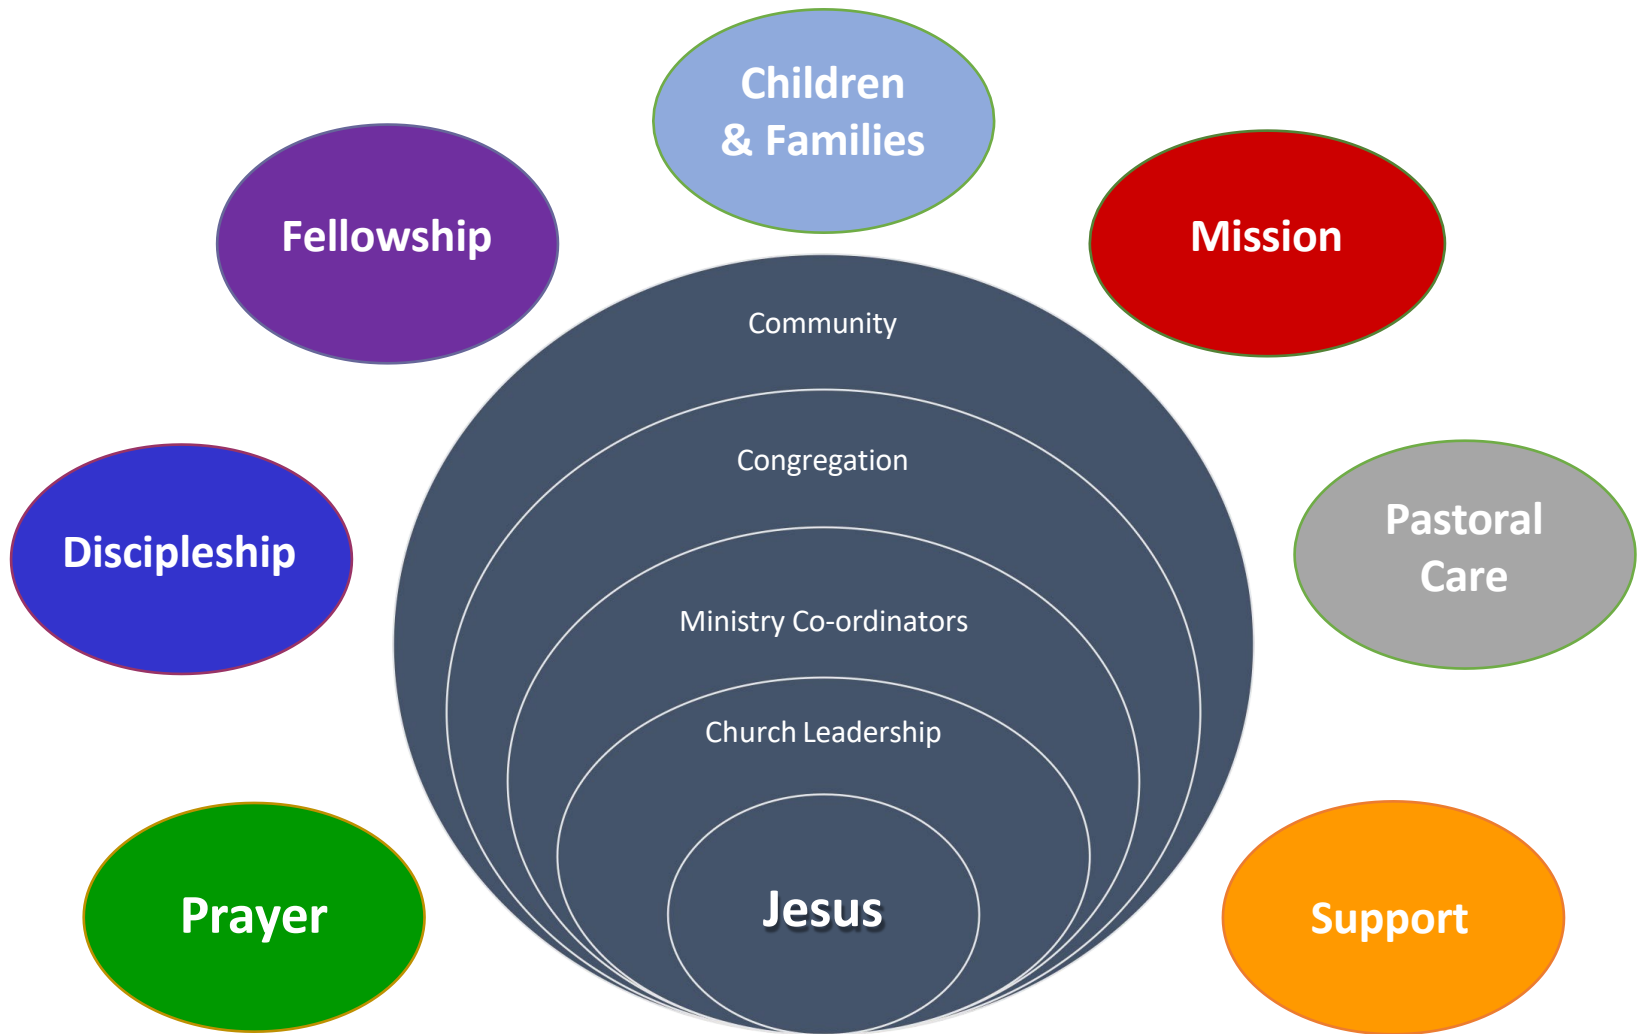 Children
& Families
Fellowship
Mission
Community
Congregation
Discipleship
Pastoral
Care
Ministry Co-ordinators
Church Leadership
Prayer
Jesus
Support